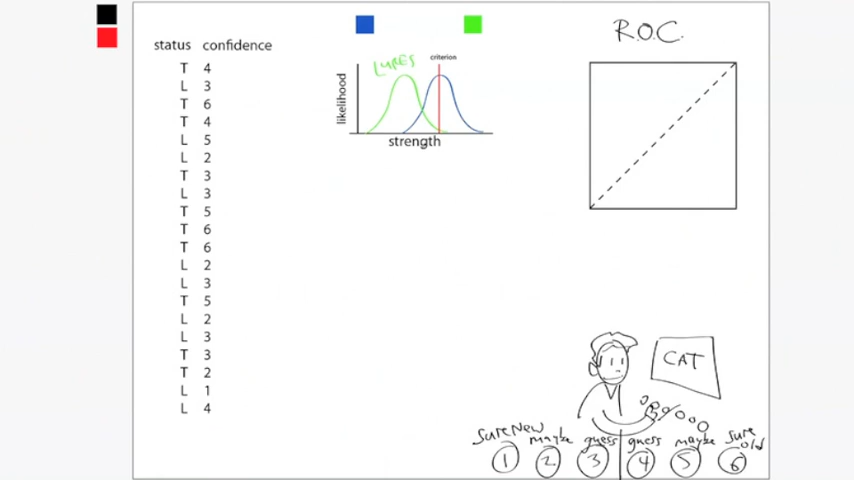 status confidence
T 4
L 3
T 6
T 4
L 5
L 2
T 3
L 3
T 5
T 6
T 6
L 2
L 3
T 5
L 2
L 3
T 3
T 2
L 1
L 4
LURES
criterion
likelihood
strength
R.O.C.
CAT
sure New maybe guess guess maybe sure old
1 2 3 4 5 6